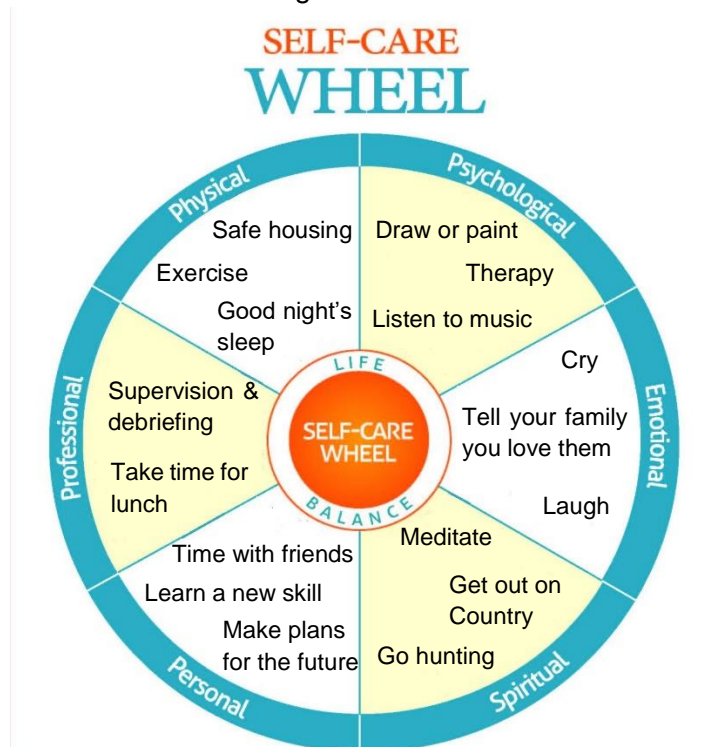 SELF-CARE
WHEEL
Physical
Safe housing
Exercise
Good night's
sleep
Psychological
Draw or paint
Therapy
Listen to music
Emotional
Cry
Tell your family
you love them
Laugh
Spiritual
Meditate
Get out on
Country
Go hunting
Personal
Time with friends
Learn a new skill
Make plans
for the future
Professional
Supervision &
debriefing
Take time for
lunch
LIFE
SELF-CARE
WHEEL
BALANCE